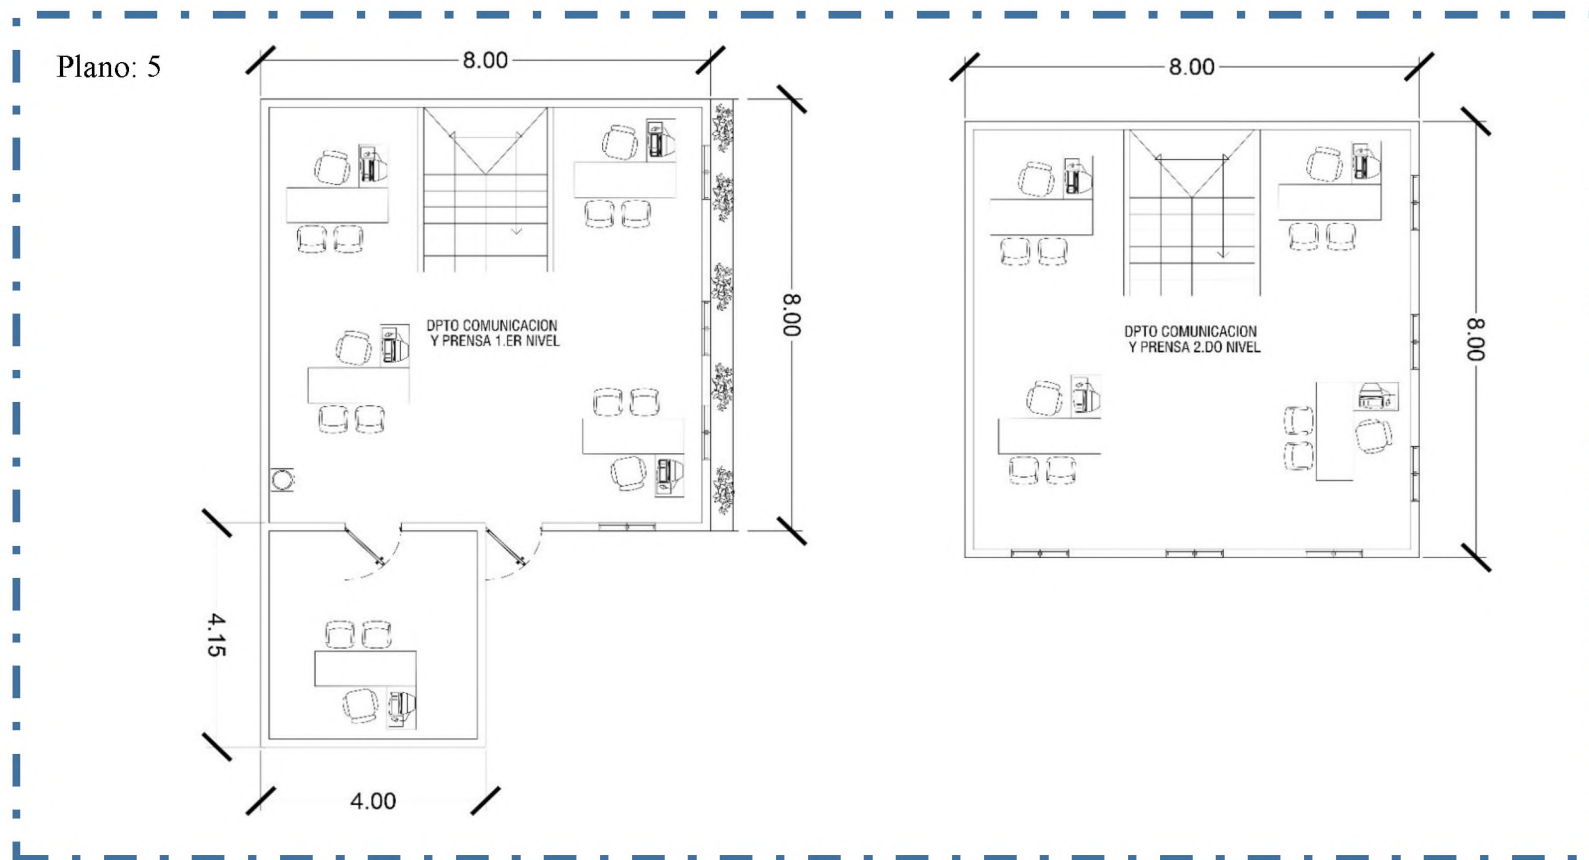 Plano: 5
8.00
8.00
8.00
8.00
DPTO COMUNICACION
Y PRENSA 1.ER NIVEL
DPTO COMUNICACION
Y PRENSA 2.DO NIVEL
4.15
4.00